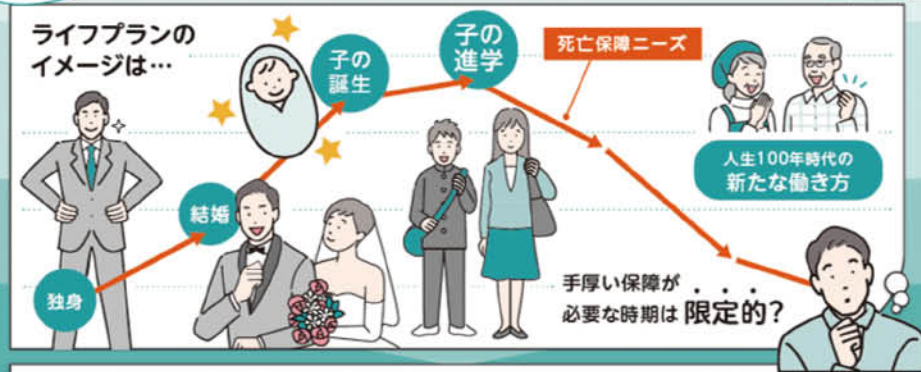 ライフプランの
イメージは…
子の
誕生
子の
進学
死亡保障ニーズ
結婚
独身
人生100年時代の
新たな働き方
手厚い保障が
必要な時期は 限定的?